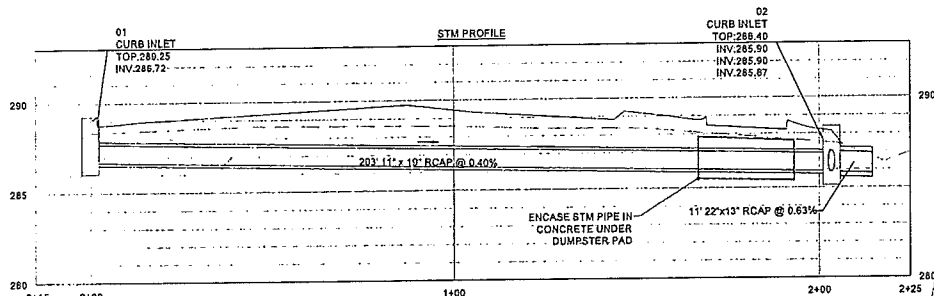 01
CURB INLET
TOP:289.25
INV.286.72
STM PROFILE
02
CURB INLET
TOP:288.40
INV.285.90
INV.285.90
INV.285.87
290
290
203' 11" x 18" RCAP @ 0.40%
285
285
ENCASE STM PIPE IN
CONCRETE UNDER
DUMPSTER PAD
11' 22"x13" RCAP @ 0.63%
280
280
1+00
2+00
2+25